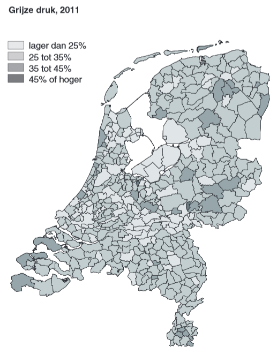 Grijze druk, 2011
lager dan 25%
25 tot 35%
35 tot 45%
45% of hoger